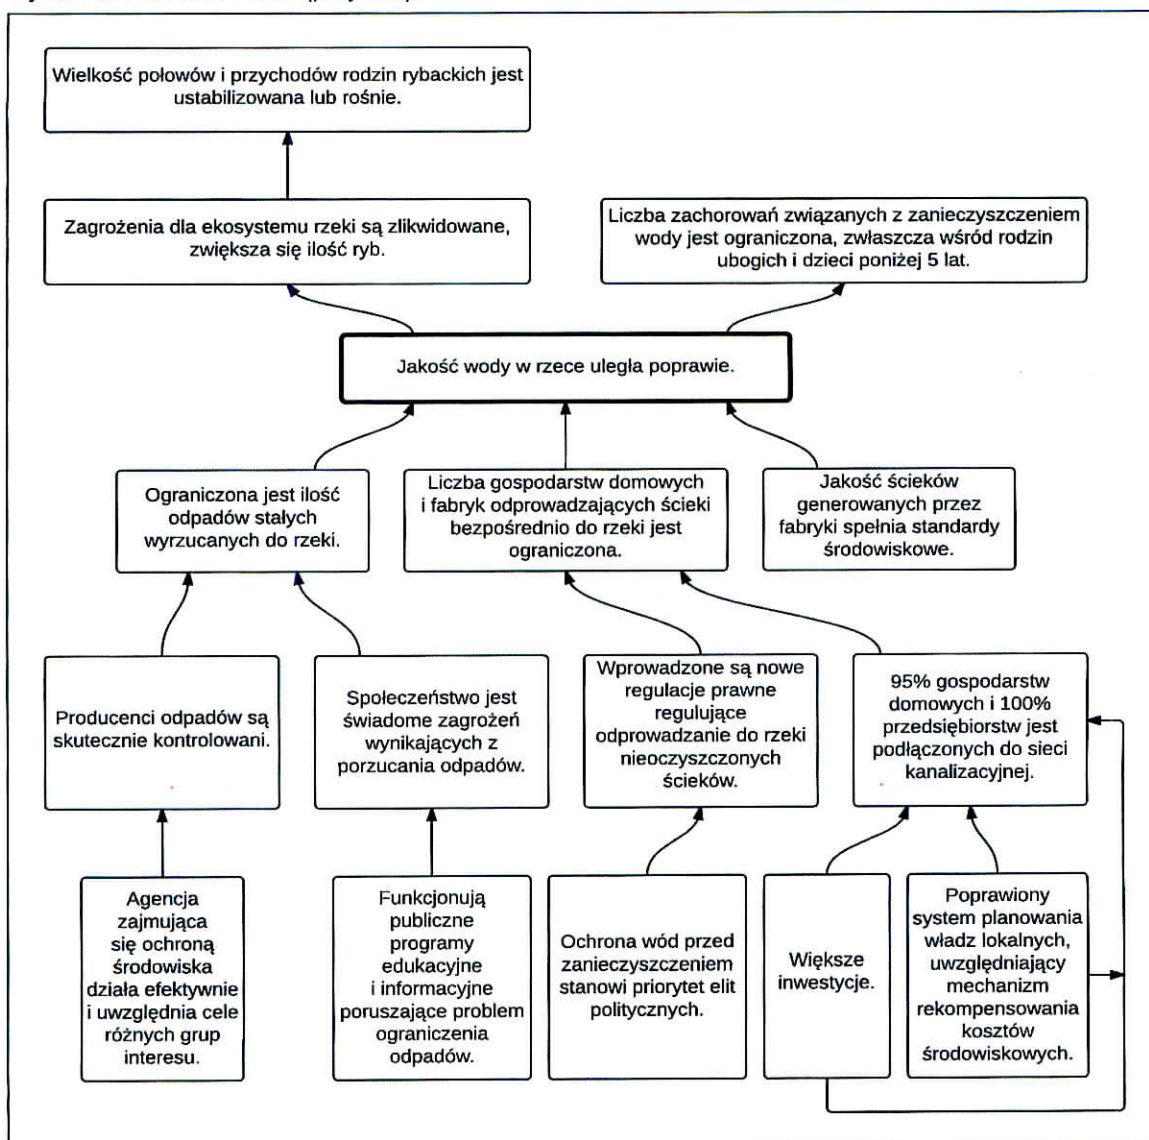 Wielkość połowów i przychodów rodzin rybackich jest
ustabilizowana lub rośnie.
Zagrożenia dla ekosystemu rzeki są zlikwidowane,
zwiększa się ilość ryb.
Liczba zachorowań związanych z zanieczyszczeniem
wody jest ograniczona, zwłaszcza wśród rodzin
ubogich i dzieci poniżej 5 lat.
Jakość wody w rzece uległa poprawie.
Ograniczona jest ilość
odpadów stałych
wyrzucanych do rzeki.
Liczba gospodarstw domowych
i fabryk odprowadzających ścieki
bezpośrednio do rzeki jest
ograniczona.
Jakość ścieków
generowanych przez
fabryki spełnia standardy
środowiskowe.
Producenci odpadów są
skutecznie kontrolowani.
Społeczeństwo jest
świadome zagrożeń
wynikających z
porzucania odpadów.
Wprowadzone są nowe
regulacje prawne
regulujące
odprowadzanie do rzeki
nieoczyszczonych
ścieków.
95% gospodarstw
domowych i 100%
przedsiębiorstw jest
podłączonych do sieci
kanalizacyjnej.
Agencja
zajmująca
się ochroną
środowiska
działa efektywnie
i uwzględnia cele
różnych grup
interesu.
Funkcjonują
publiczne
programy
edukacyjne
i informacyjne
poruszające problem
ograniczenia
odpadów.
Ochrona wód przed
zanieczyszczeniem
stanowi priorytet elit
politycznych.
Większe
inwestycje.
Poprawiony
system planowania
władz lokalnych,
uwzględniający
mechanizm
rekompensowania
kosztów
środowiskowych.